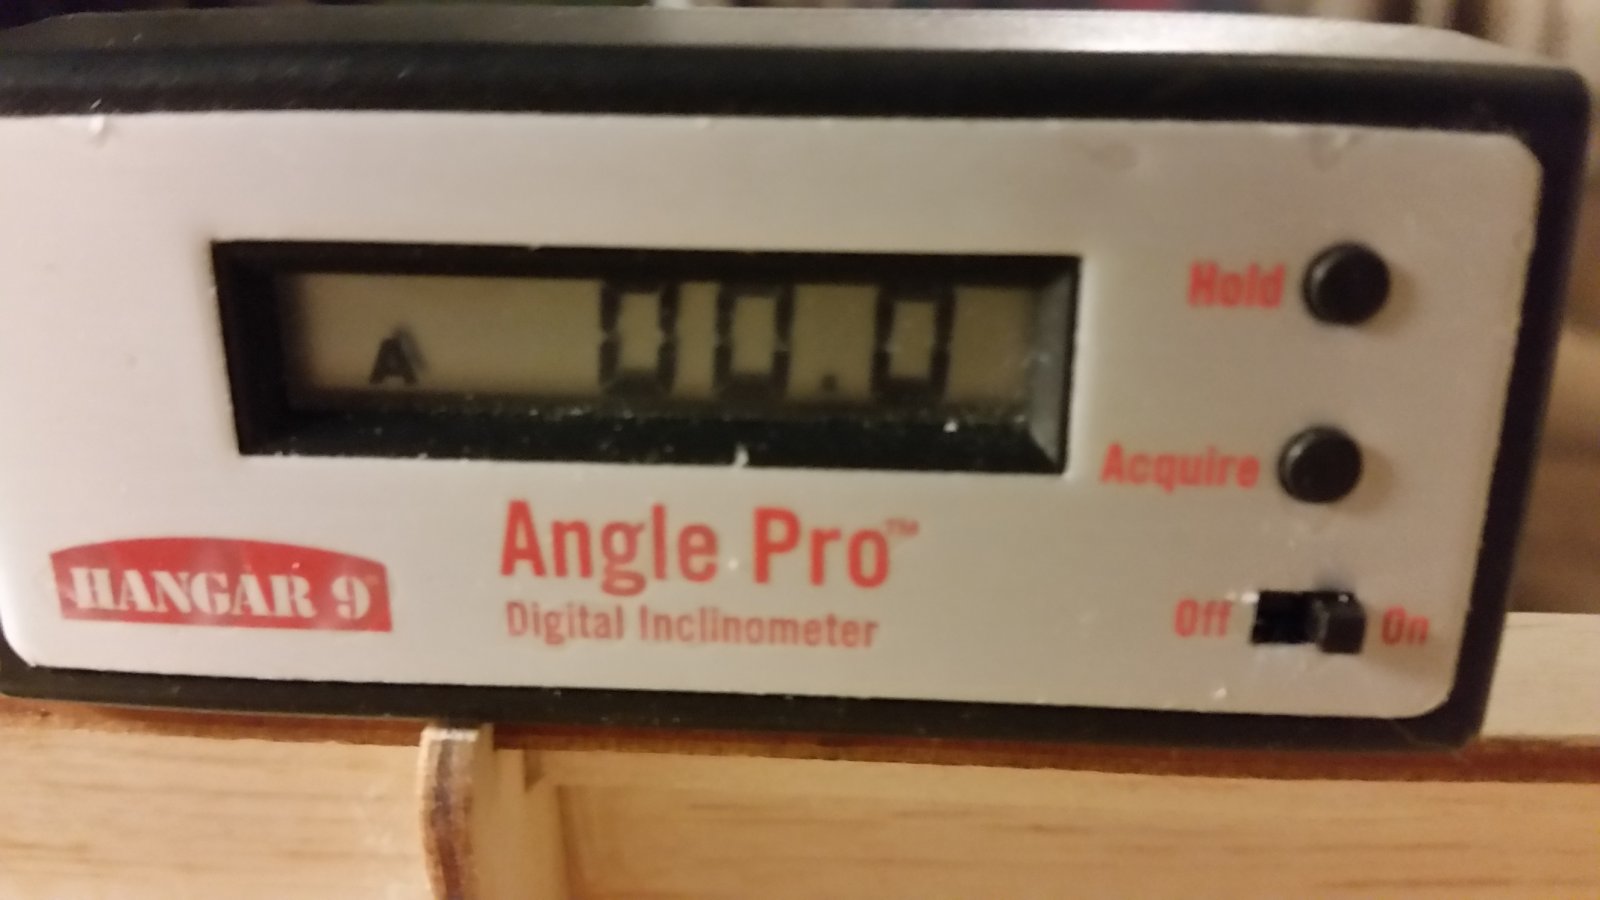 Hold
A 00.0
Acquire
Angle Pro™
HANGAR 9
Digital Inclinometer
Off On